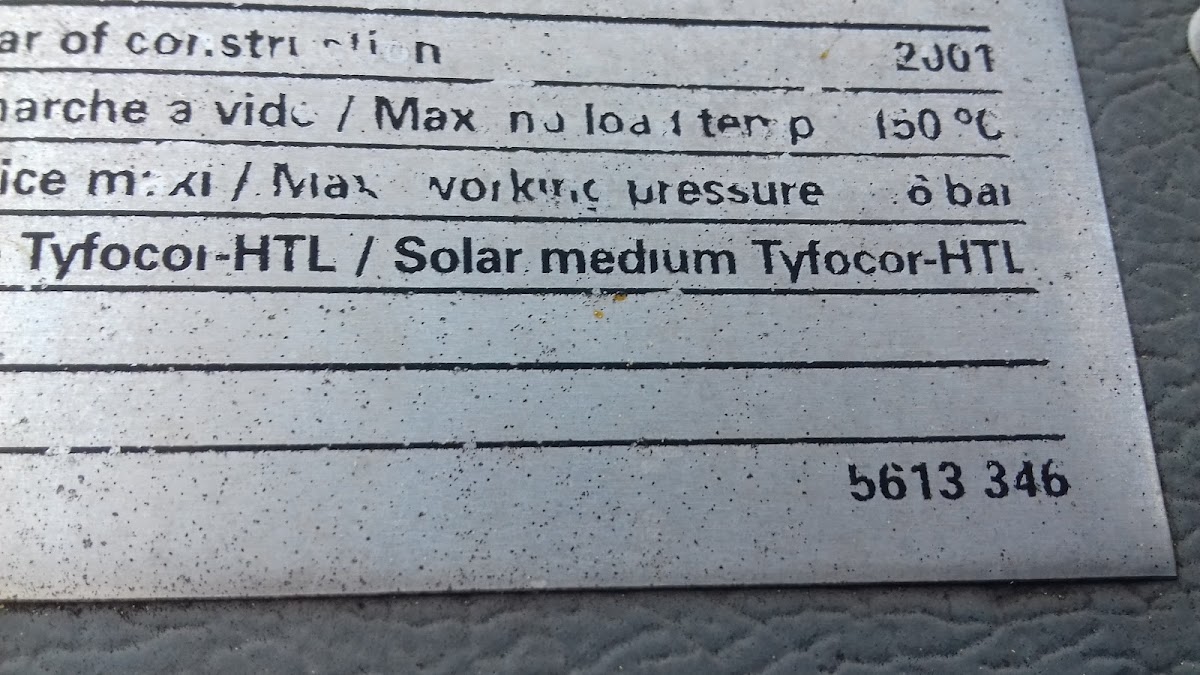 ar of construction 2001
marche a vide / Max no load temp 150 °C
ice maxi / Max working pressure 6 bar
Tyfocor-HTL / Solar medium Tyfocor-HTL
5613 346